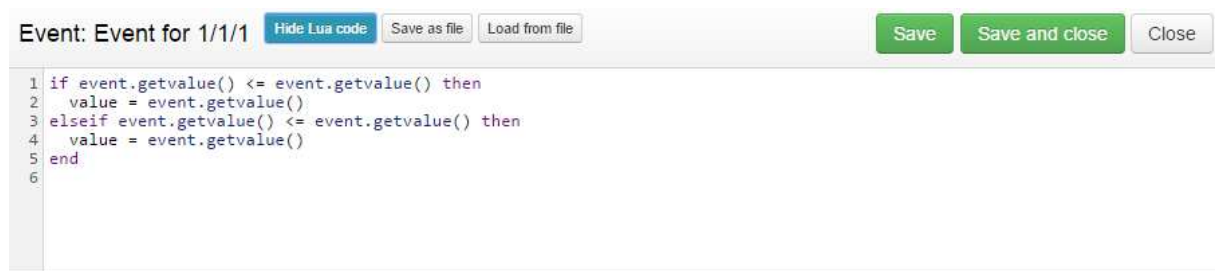 Event: Event for 1/1/1 Hide Lua code Save as file Load from file Save Save and close Close
1 if event.getvalue() <= event.getvalue() then
2   value = event.getvalue()
3 elseif event.getvalue() <= event.getvalue() then
4   value = event.getvalue()
5 end
6